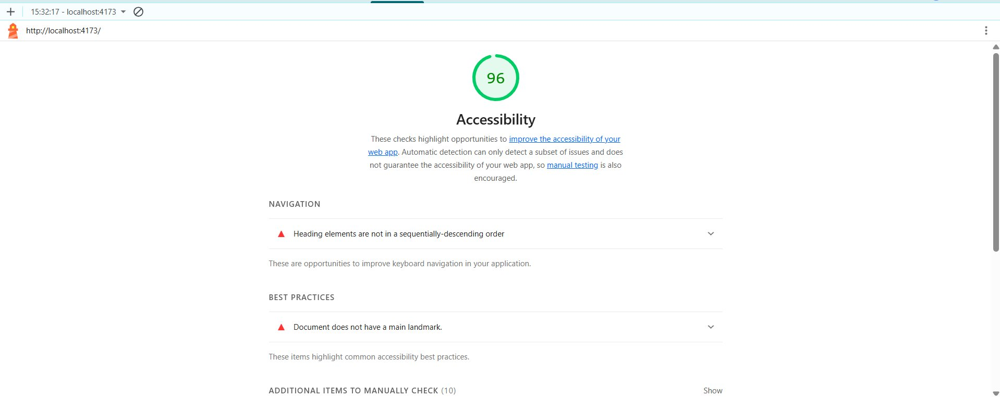 15:32:17 - localhost:4173
http://localhost:4173/
96
Accessibility
These checks highlight opportunities to improve the accessibility of your
web app. Automatic detection can only detect a subset of issues and does
not guarantee the accessibility of your web app, so manual testing is also
encouraged.
NAVIGATION
Heading elements are not in a sequentially-descending order
These are opportunities to improve keyboard navigation in your application.
BEST PRACTICES
Document does not have a main landmark.
These items highlight common accessibility best practices.
ADDITIONAL ITEMS TO MANUALLY CHECK (10) Show